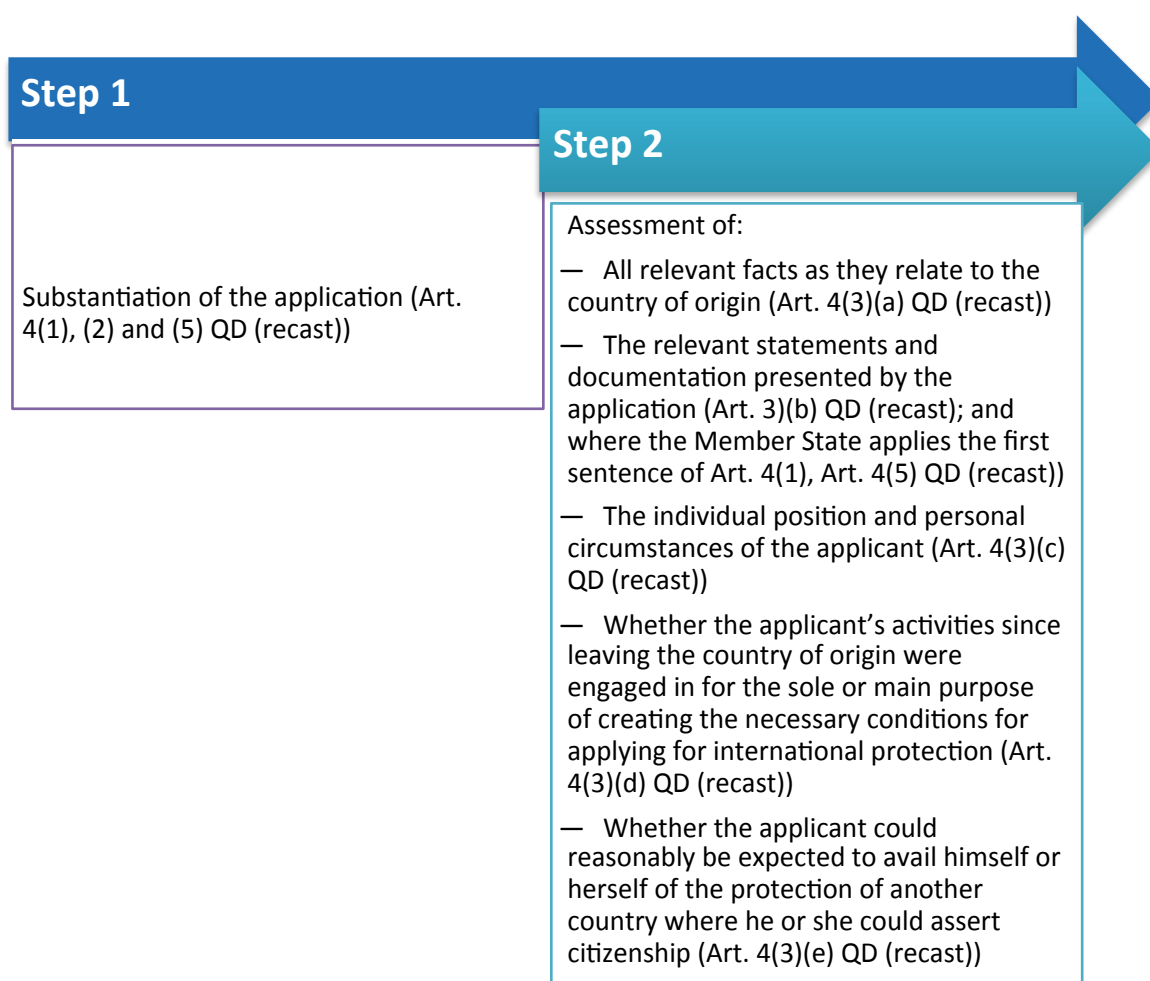 Step 1
Substantiation of the application (Art.
4(1), (2) and (5) QD (recast))
Step 2
Assessment of:
— All relevant facts as they relate to the
country of origin (Art. 4(3)(a) QD (recast))
— The relevant statements and
documentation presented by the
application (Art. 3)(b) QD (recast); and
where the Member State applies the first
sentence of Art. 4(1), Art. 4(5) QD (recast))
— The individual position and personal
circumstances of the applicant (Art. 4(3)(c)
QD (recast))
— Whether the applicant’s activities since
leaving the country of origin were
engaged in for the sole or main purpose
of creating the necessary conditions for
applying for international protection (Art.
4(3)(d) QD (recast))
— Whether the applicant could
reasonably be expected to avail himself or
herself of the protection of another
country where he or she could assert
citizenship (Art. 4(3)(e) QD (recast))